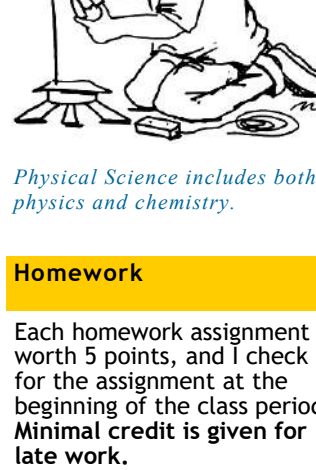 Physical Science includes both
physics and chemistry.
Homework
Each homework assignment
worth 5 points, and I check
for the assignment at the
beginning of the class
Minimal credit is given for
late work.